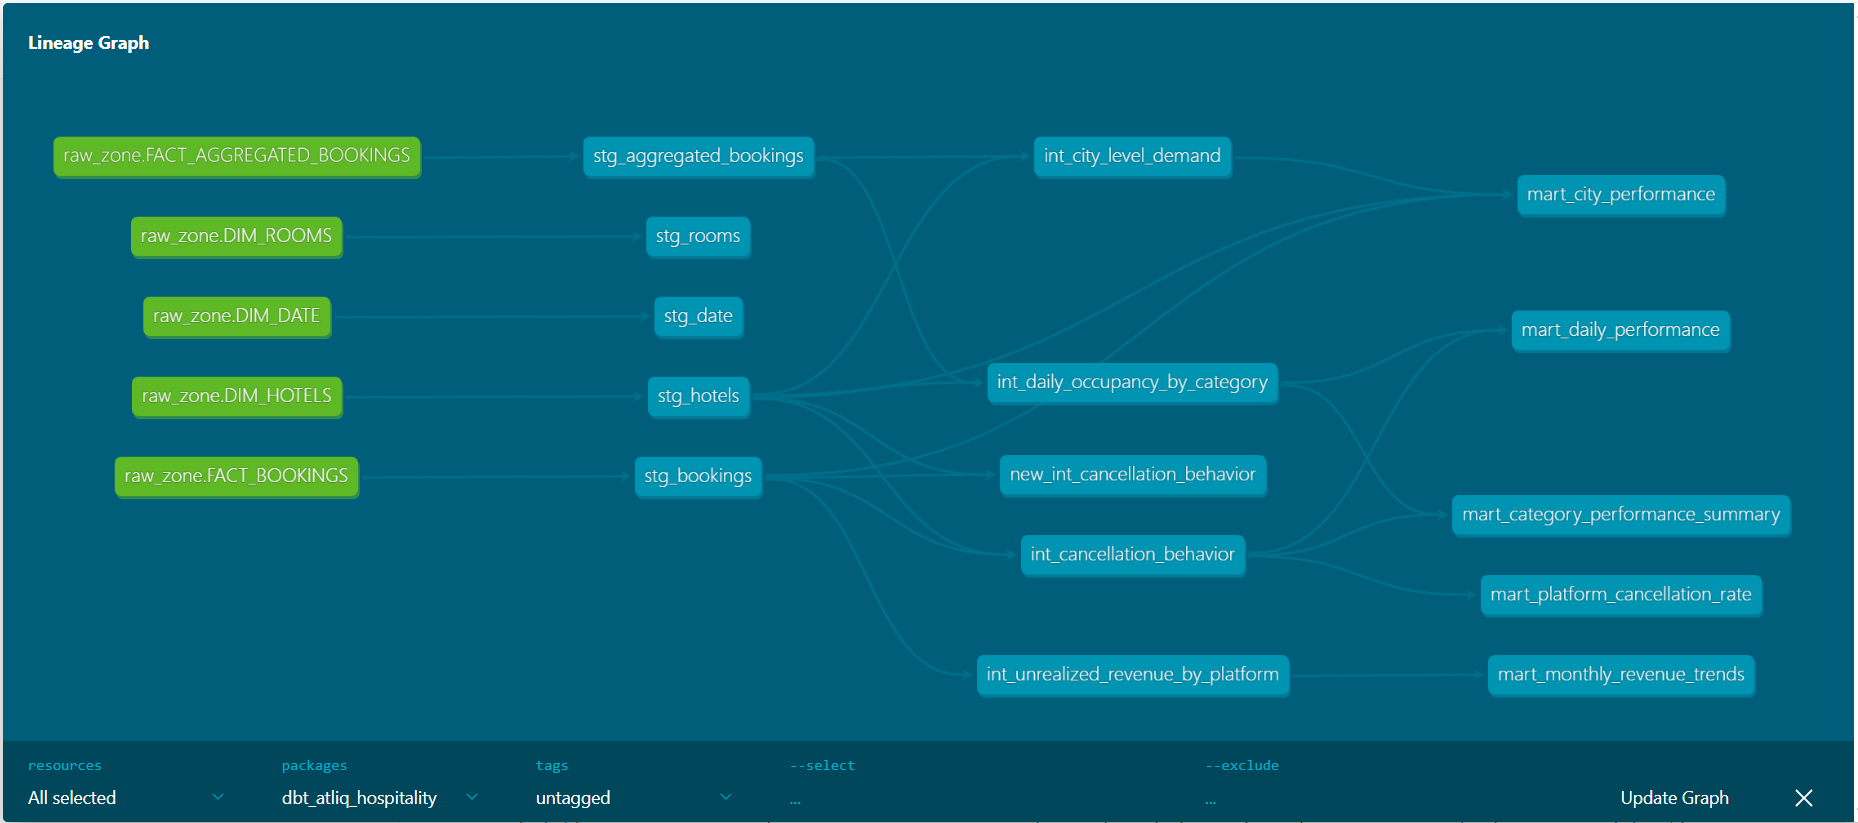 Lineage Graph
raw_zone.FACT_AGGREGATED_BOOKINGS
stg_aggregated_bookings
int_city_level_demand
mart_city_performance
raw_zone.DIM_ROOMS
stg_rooms
raw_zone.DIM_DATE
stg_date
mart_daily_performance
raw_zone.DIM_HOTELS
stg_hotels
int_daily_occupancy_by_category
raw_zone.FACT_BOOKINGS
stg_bookings
new_int_cancellation_behavior
mart_category_performance_summary
int_cancellation_behavior
mart_platform_cancellation_rate
int_unrealized_revenue_by_platform
mart_monthly_revenue_trends
resources
All selected
packages
dbt_atliq_hospitality
tags
untagged
--select
...
--exclude
...
Update Graph